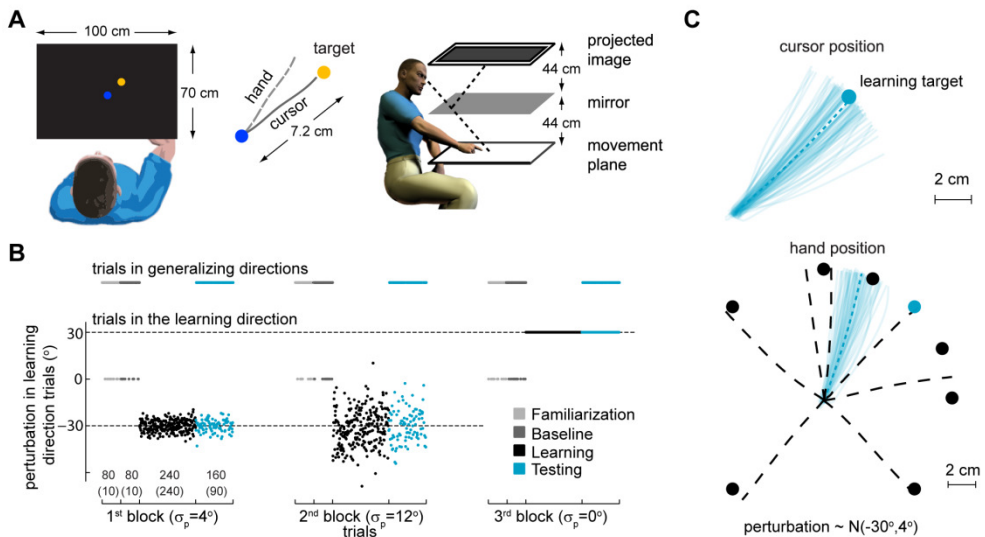 A
100 cm
70 cm
target
hand
cursor
7.2 cm
projected
image
44 cm
mirror
44 cm
movement
plane
B
trials in generalizing directions
trials in the learning direction
perturbation in learning
direction trials (°)
30
0
−30
80
(10)
80
(10)
240
(240)
160
(90)
Familiarization
Baseline
Learning
Testing
1st block (σp=4°)
2nd block (σp=12°)
3rd block (σp=0°)
trials
C
cursor position
learning target
2 cm
hand position
2 cm
perturbation ~ N(-30°,4°)